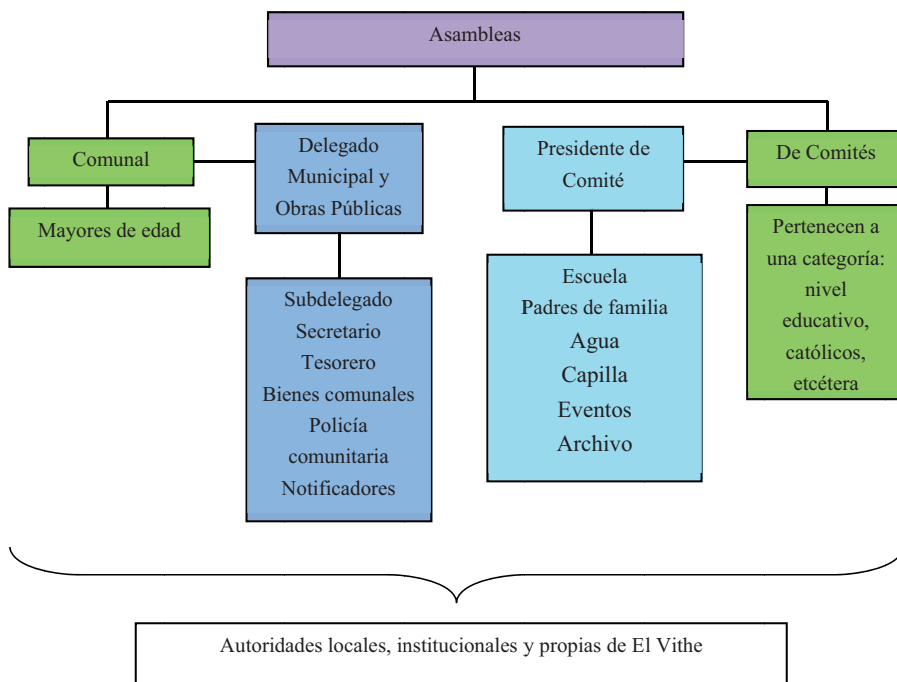 Asambleas
Comunal
Mayores de edad
Delegado
Municipal y
Obras Públicas
Subdelegado
Secretario
Tesorero
Bienes comunales
Policía
comunitaria
Notificadores
Presidente de
Comité
Escuela
Padres de familia
Agua
Capilla
Eventos
Archivo
De Comités
Pertenecen a
una categoría:
nivel
educativo,
católicos,
etcétera
Autoridades locales, institucionales y propias de El Vithe